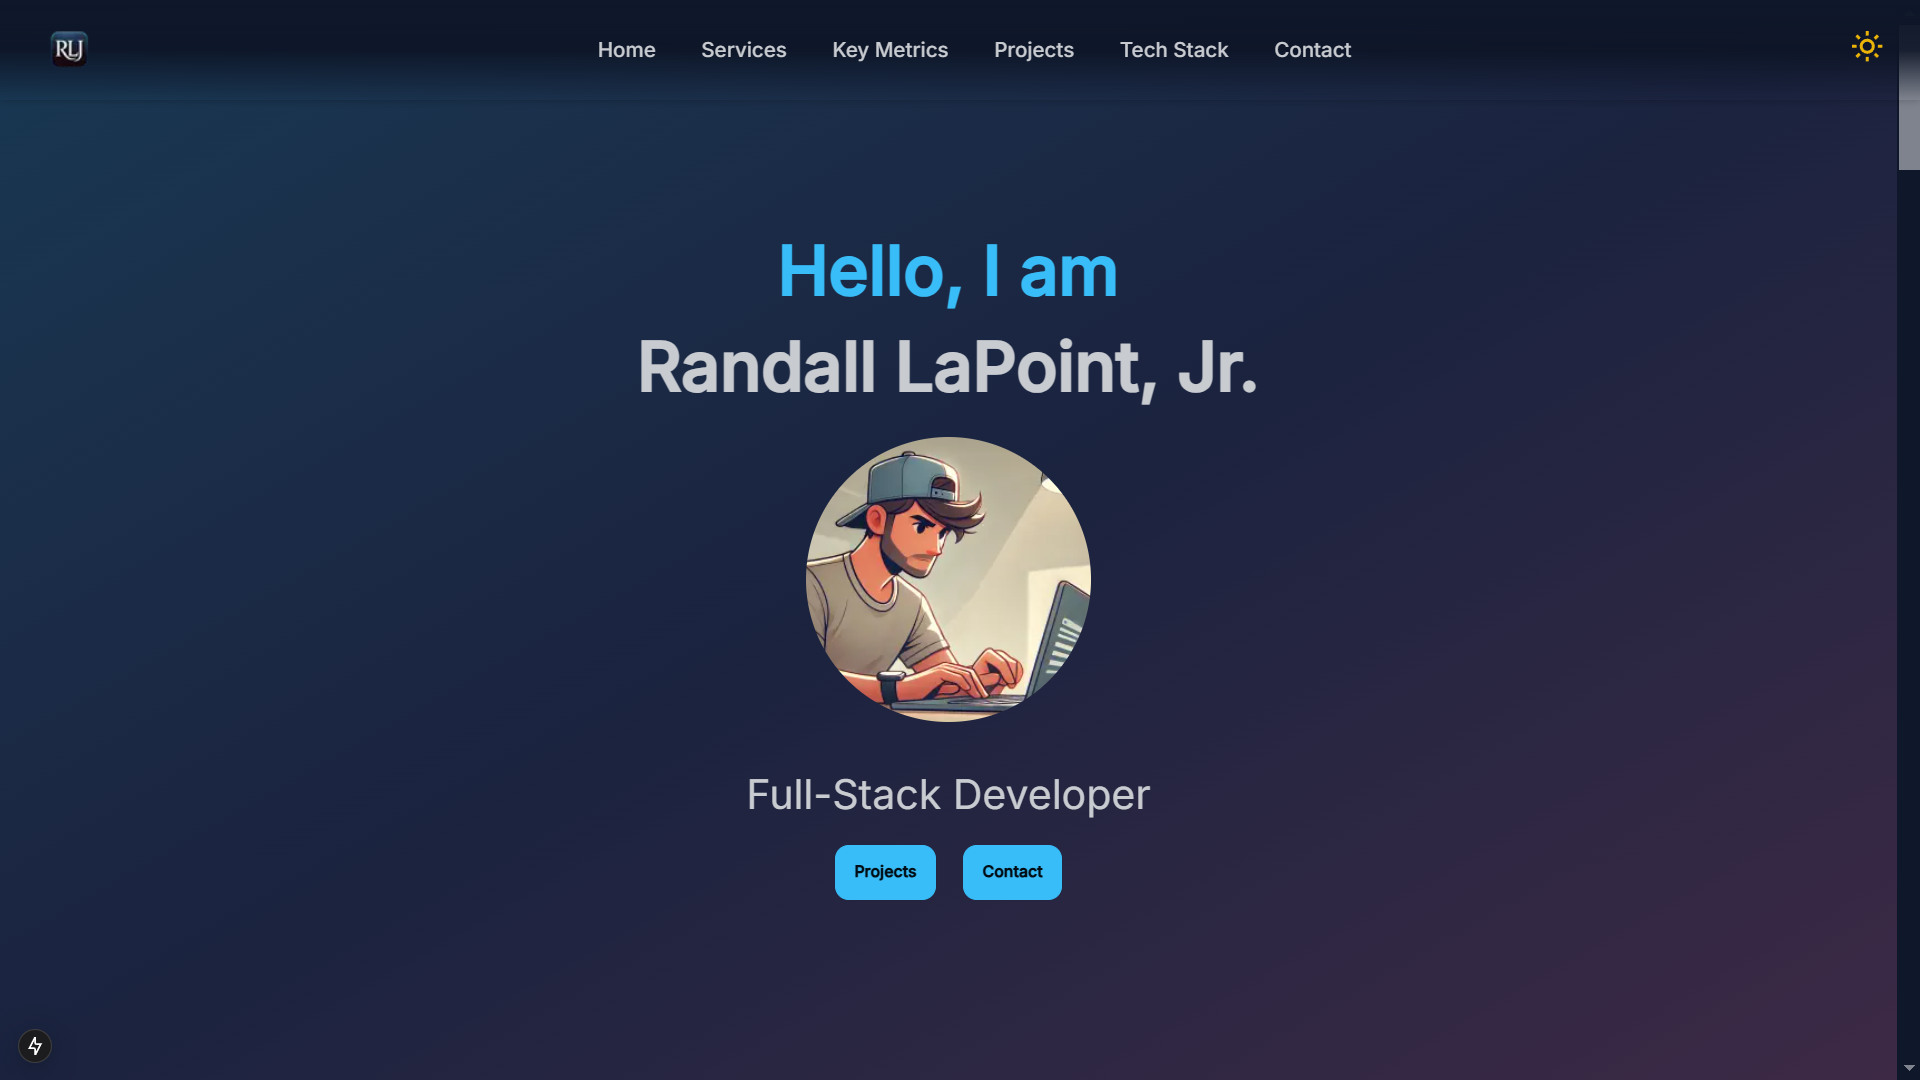 RLJ
Home
Services
Key Metrics
Projects
Tech Stack
Contact
Hello, I am
Randall LaPoint, Jr.
Full-Stack Developer
Projects
Contact